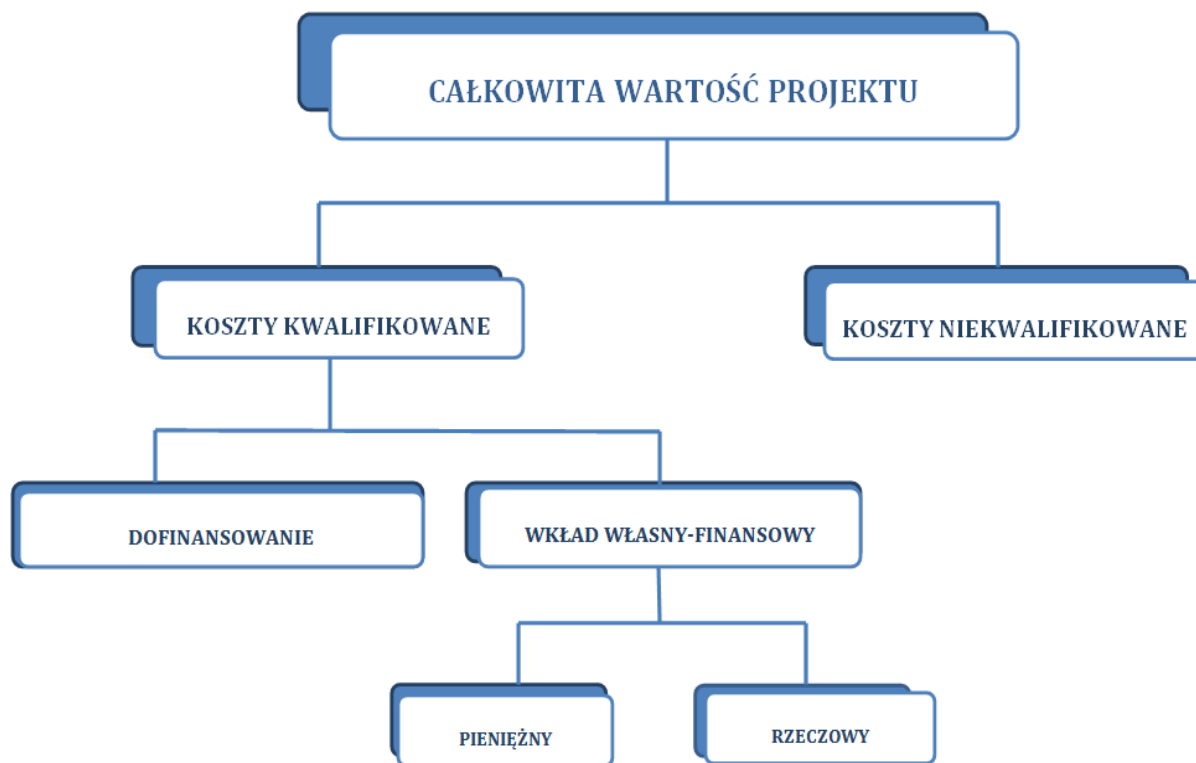 CAŁKOWITA WARTOŚĆ PROJEKTU
KOSZTY KWALIFIKOWANE
KOSZTY NIEKWALIFIKOWANE
DOFINANSOWANIE
WKŁAD WŁASNY-FINANSOWY
PIENIĘŻNY
RZECZOWY